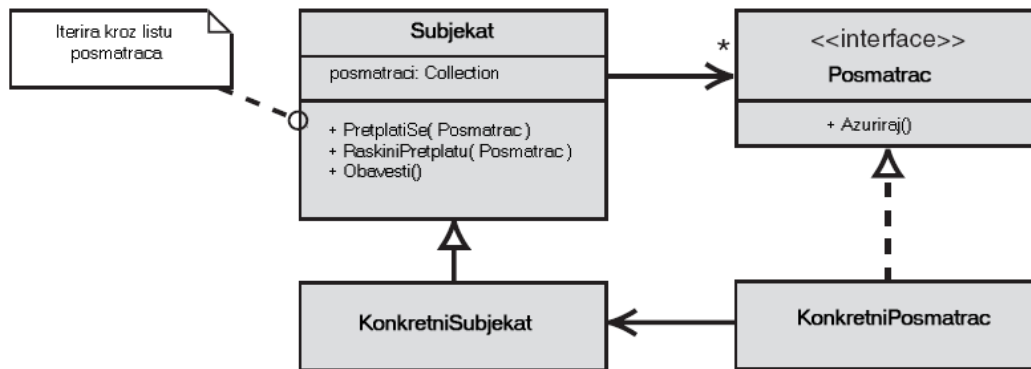 Iterira kroz listu
posmatraca
Subjekat
posmatraci: Collection
+ PretplatiSe( Posmatrac )
+ RaskiniPretplatu( Posmatrac )
+ Obavesti()
*
<<interface>>
Posmatrac
+ Azuriraj()
KonkretniSubjekat
KonkretniPosmatrac